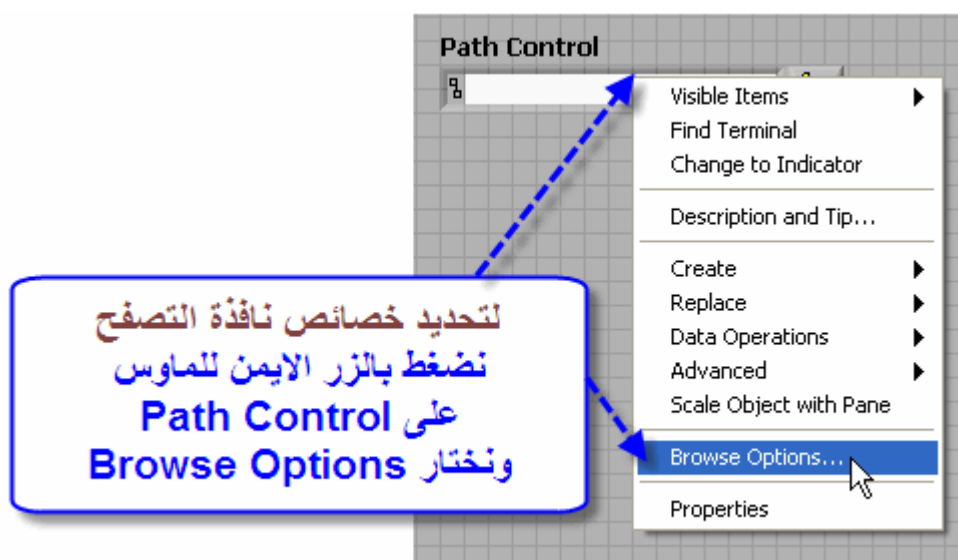 Path Control
Visible Items
Find Terminal
Change to Indicator
Description and Tip...
Create
Replace
Data Operations
Advanced
Scale Object with Pane
Browse Options...
Properties
لتحديد خصائص نافذة التصفح
نضغط بالزر الايمن للماوس
على Path Control
ونختار Browse Options